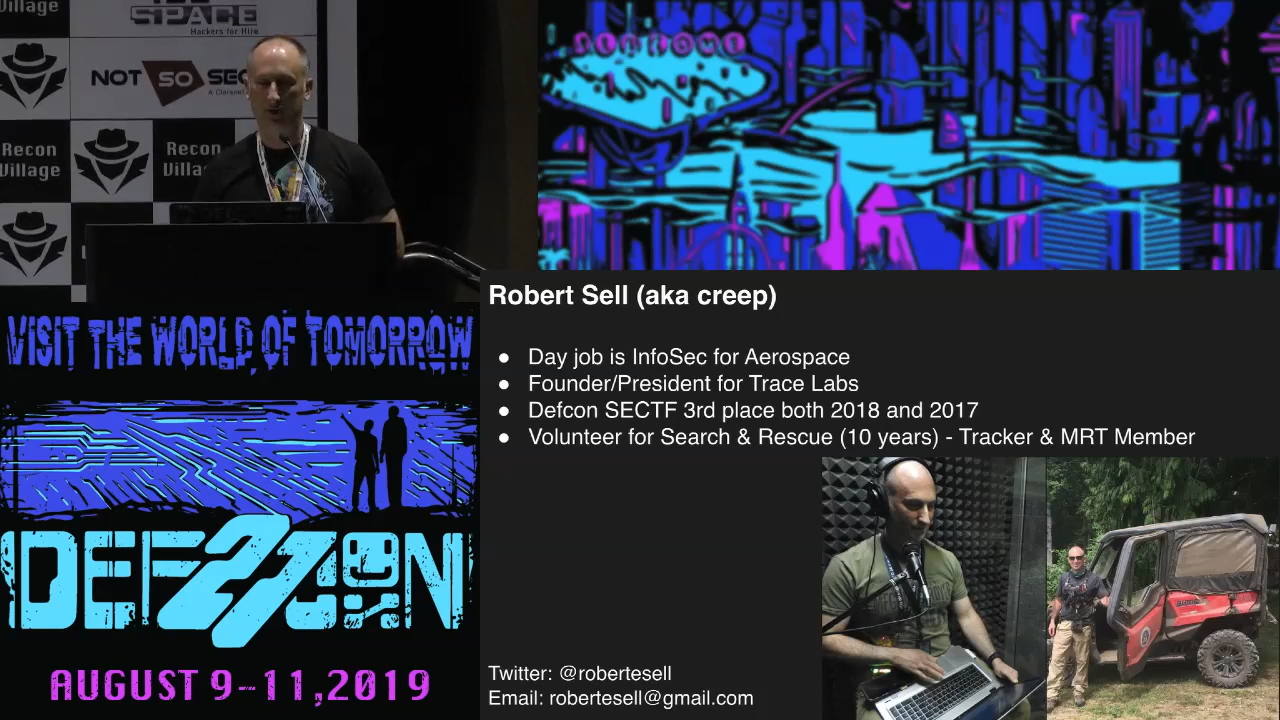 Village
SPACE
Hackers for Hire
NOT SO SEC
Recon
Village
Recon
VISIT THE WORLD OF TOMORROW
DEF CON
27
AUGUST 9-11,2019
WELCOME
Robert Sell (aka creep)
● Day job is InfoSec for Aerospace
● Founder/President for Trace Labs
● Defcon SECTF 3rd place both 2018 and 2017
● Volunteer for Search & Rescue (10 years) - Tracker & MRT Member
Twitter: @robertesell
Email: robertesell@gmail.com